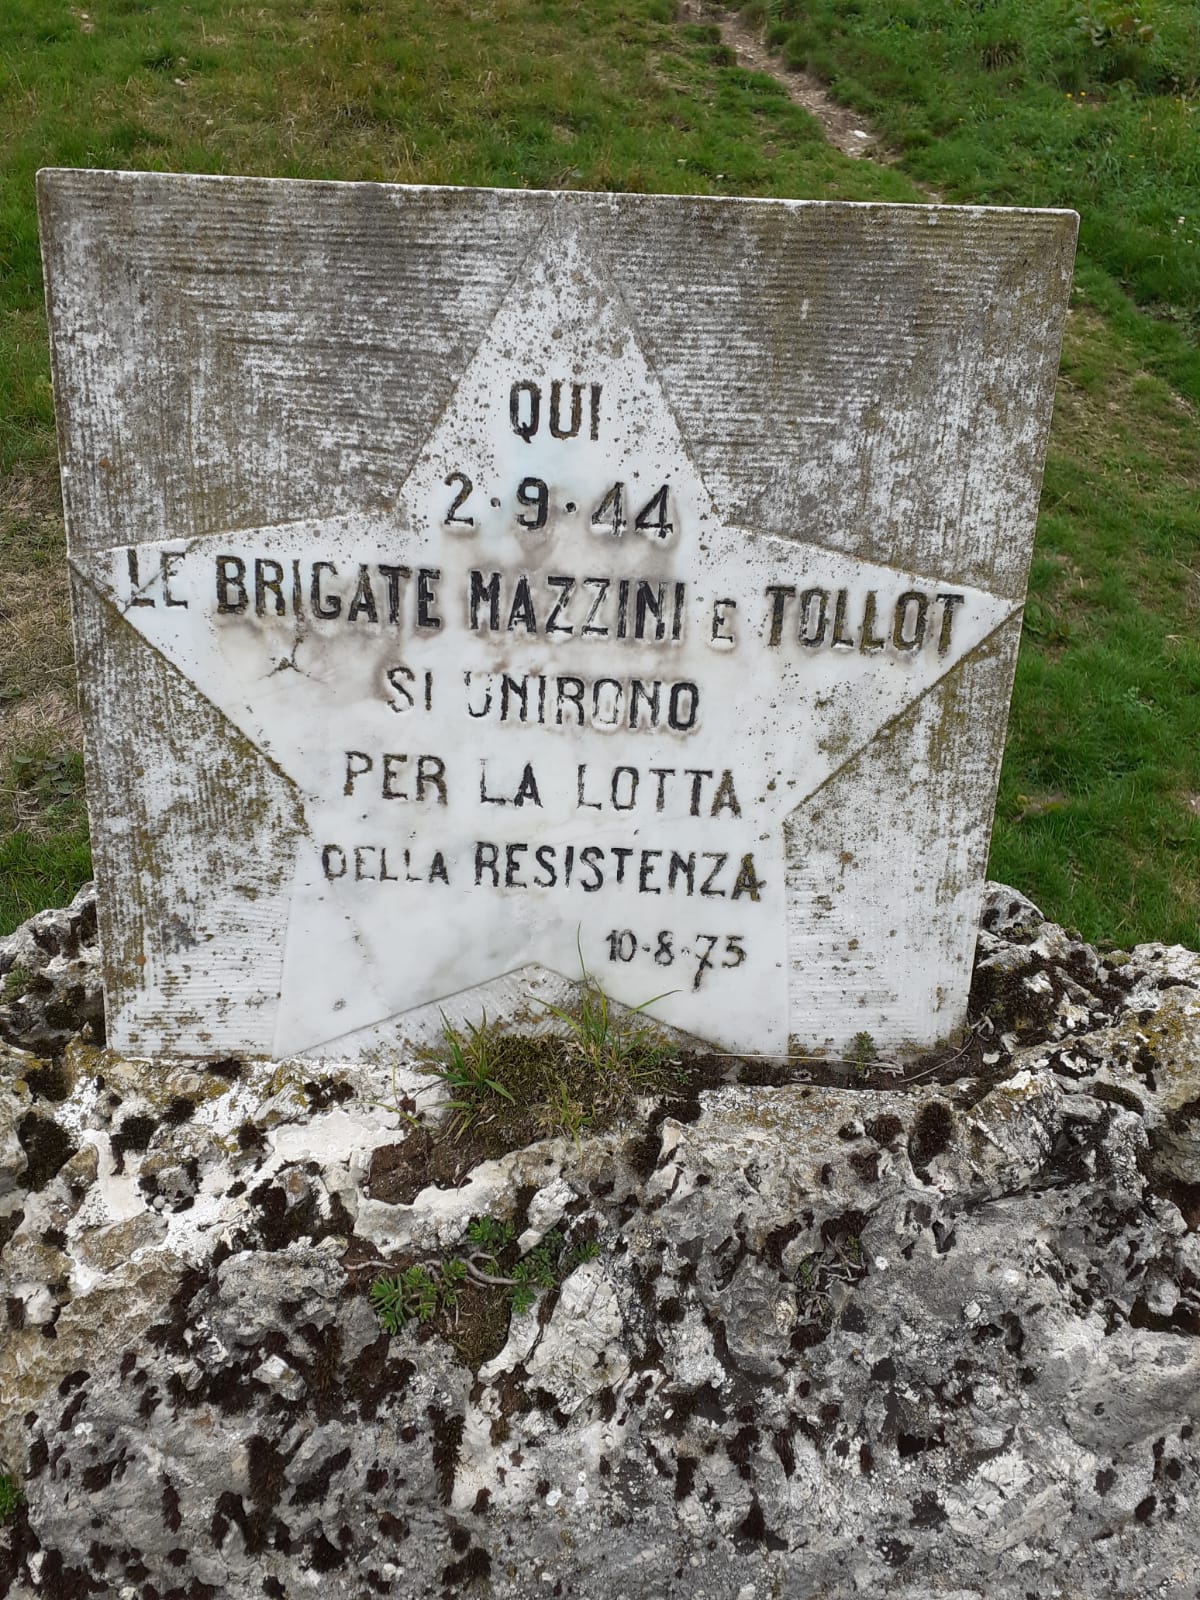 QUI
2·9·44
LE BRIGATE MAZZINI E TOLLOT
SI UNIRONO
PER LA LOTTA
DELLA RESISTENZA
10·8·75